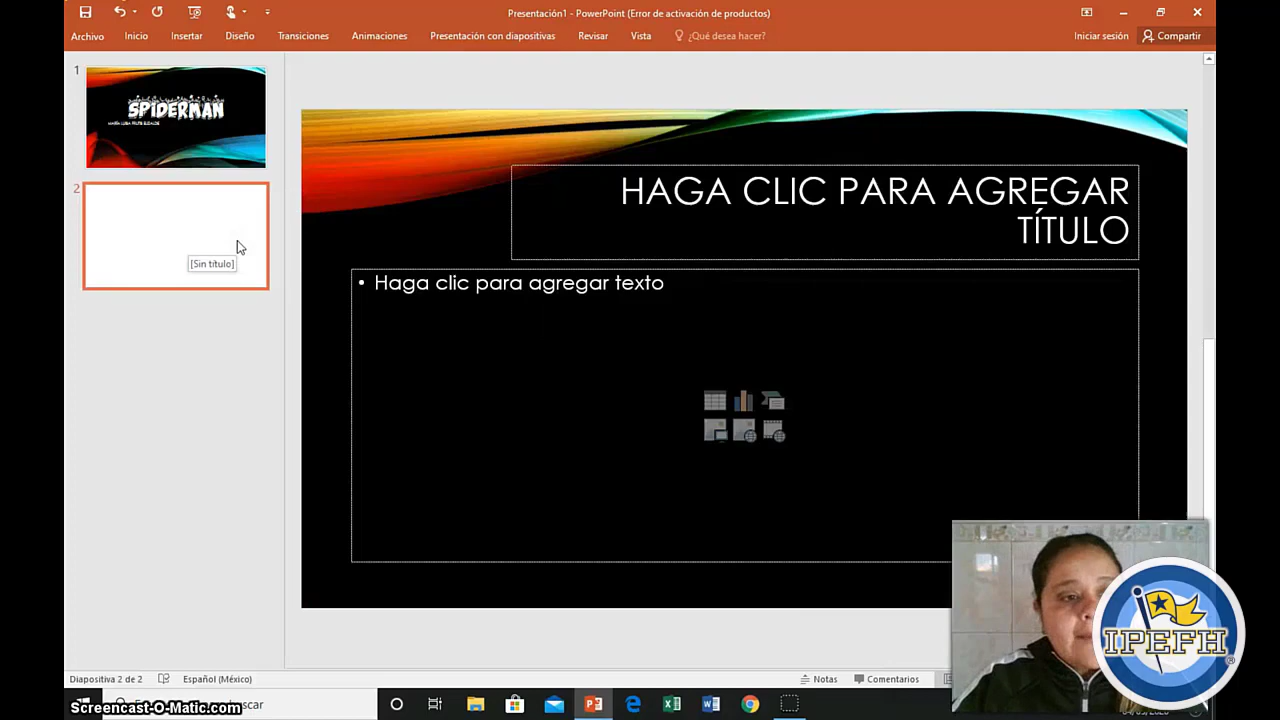 Presentación1 - PowerPoint (Error de activación de productos)
Archivo Inicio Insertar Diseño Transiciones Animaciones Presentación con diapositivas Revisar Vista ¿Qué desea hacer? Iniciar sesión Compartir
1
SPIDERMAN
2
[Sin título]
HAGA CLIC PARA AGREGAR
TÍTULO
• Haga clic para agregar texto
IPEFH
Diapositiva 2 de 2 Español (México) Notas Comentarios
Screencast-O-Matic.com